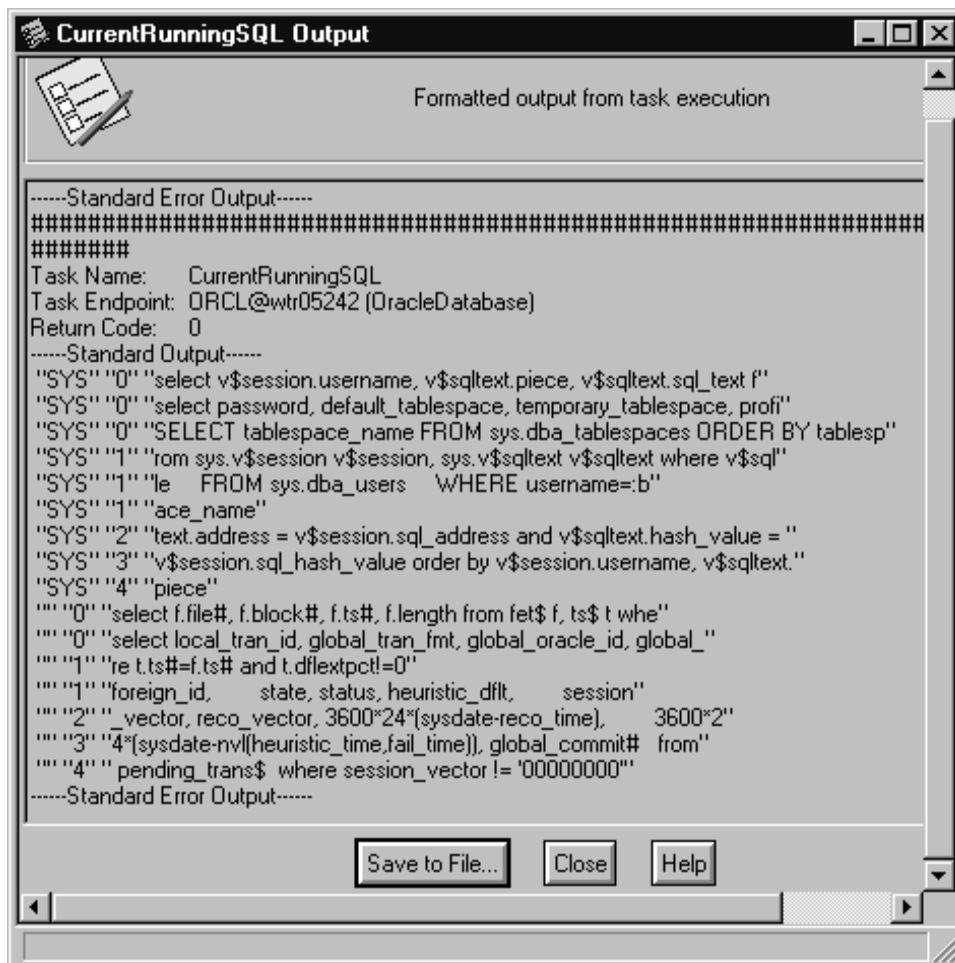 CurrentRunningSQL Output
Formatted output from task execution
------Standard Error Output------
###############################################################
#######
Task Name: CurrentRunningSQL
Task Endpoint: ORCL@wtr05242 (OracleDatabase)
Return Code: 0
------Standard Output------
"SYS" "0" "select v$session.username, v$sqltext.piece, v$sqltext.sql_text f"
"SYS" "0" "select password, default_tablespace, temporary_tablespace, profi"
"SYS" "0" "SELECT tablespace_name FROM sys.dba_tablespaces ORDER BY tablesp"
"SYS" "1" "rom sys.v$session v$session, sys.v$sqltext v$sqltext where v$sql"
"SYS" "1" "le    FROM sys.dba_users    WHERE username=:b"
"SYS" "1" "ace_name"
"SYS" "2" "text.address = v$session.sql_address and v$sqltext.hash_value = "
"SYS" "3" "v$session.sql_hash_value order by v$session.username, v$sqltext."
"SYS" "4" "piece"
"" "0" "select f.file#, f.block#, f.ts#, f.length from fet$ f, ts$ t whe"
"" "0" "select local_tran_id, global_tran_fmt, global_oracle_id, global_"
"" "1" "re t.ts#=f.ts# and t.dflextpct!=0"
"" "1" "foreign_id,        state, status, heuristic_dflt,        session"
"" "2" "_vector, reco_vector, 3600*24*(sysdate-reco_time),        3600*2"
"" "3" "4*(sysdate-nvl(heuristic_time,fail_time)), global_commit#   from"
"" "4" " pending_trans$  where session_vector != '00000000'"
------Standard Error Output------
Save to File... Close Help